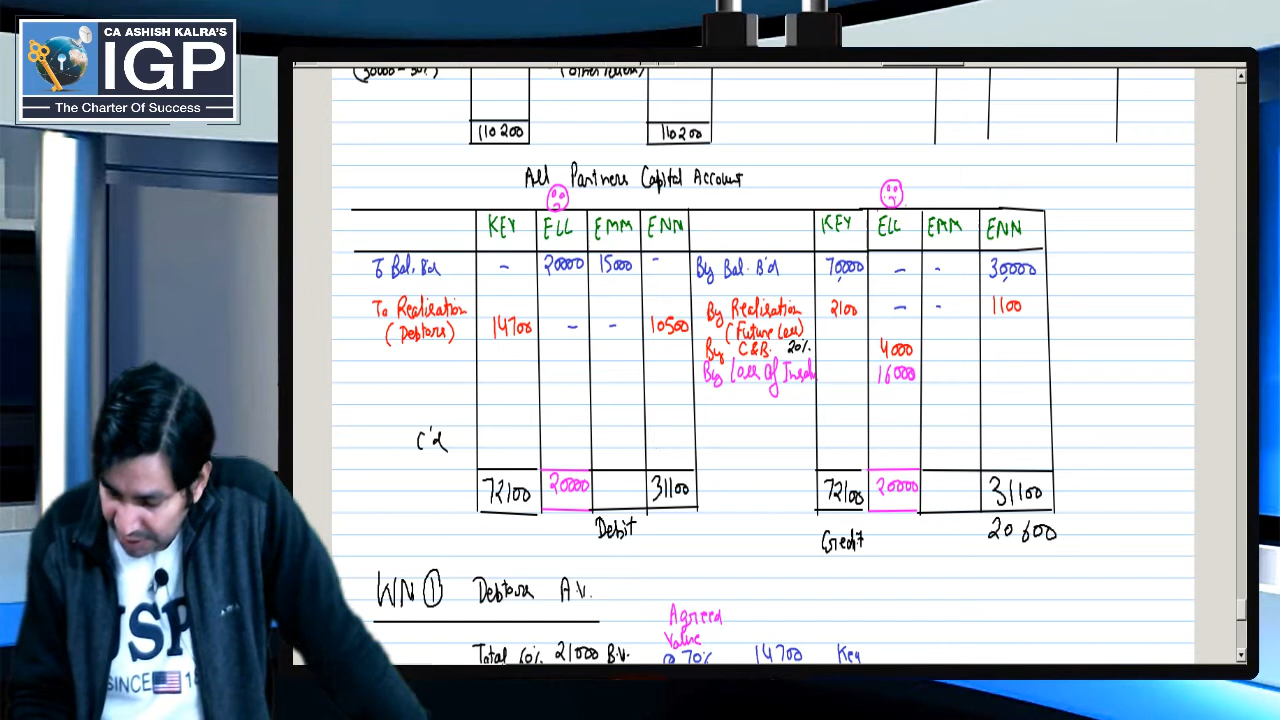 CA ASHISH KALRA'S
IGP
The Charter Of Success
110200 110200
All Partners Capital Account
KEY ELL EMM ENN KEY ELL EMM ENN
To Bal. B'd - 20000 15000 - By Bal. B'd 70000 - - 30000
To Realisation (Debtors) 14700 - - 10500 By Realisation (Future Loss) 2100 - - 1100
By C&B. 20% 4000
By Loss Of 16000
C'd
72100 20000 31100 72100 20000 31100
Debit Credit 20600
WN 1 Debtors A.V.
Agreed
Value
Total 60% 21000 B.V. @ 70% 14700 Key
USP
SINCE